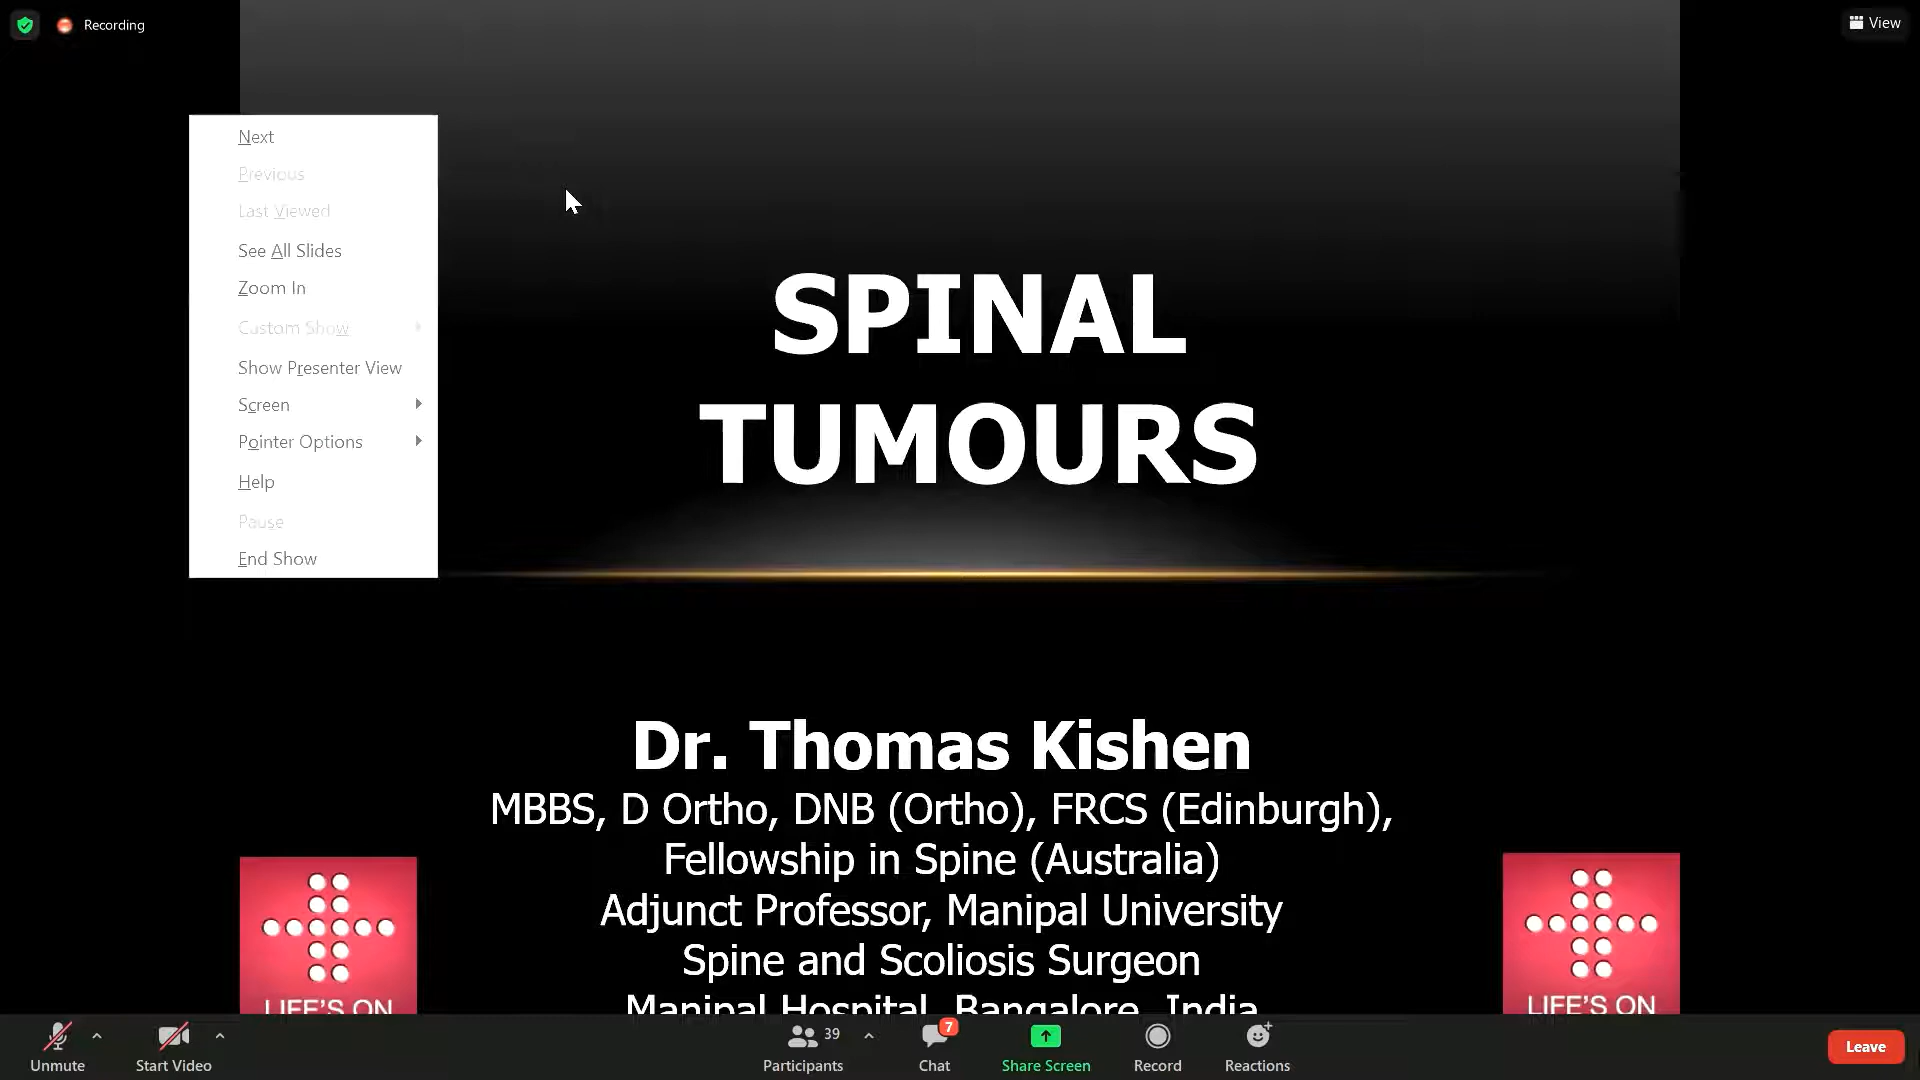 Recording
View
Next
Previous
Last Viewed
See All Slides
Zoom In
Custom Show
Show Presenter View
Screen
Pointer Options
Help
Pause
End Show
SPINAL
TUMOURS
Dr. Thomas Kishen
MBBS, D Ortho, DNB (Ortho), FRCS (Edinburgh),
Fellowship in Spine (Australia)
Adjunct Professor, Manipal University
Spine and Scoliosis Surgeon
Manipal Hospital, Bangalore, India
LIFE'S ON
LIFE'S ON
Unmute
Start Video
39
Participants
7
Chat
Share Screen
Record
Reactions
Leave